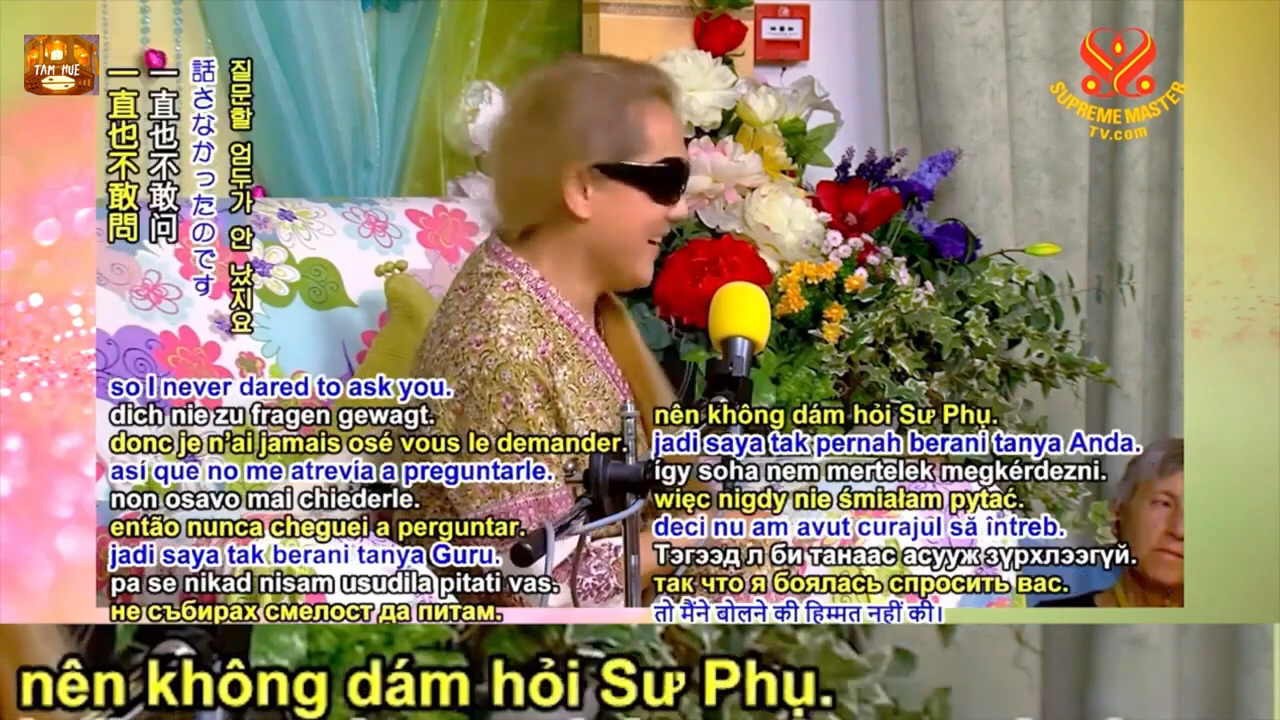 TAM HUE
SUPREME MASTER
TV.com
질문할 엄두가 안 났지요
話さなかったのです
一直也不敢问
一直也不敢問
so I never dared to ask you.
dich nie zu fragen gewagt.
donc je n'ai jamais osé vous le demander.
así que no me atrevía a preguntarle.
non osavo mai chiederle.
então nunca cheguei a perguntar.
jadi saya tak berani tanya Guru.
pa se nikad nisam usudila pitati vas.
не събирах смелост да питам.
nên không dám hỏi Sư Phụ.
jadi saya tak pernah berani tanya Anda.
így soha nem mertelek megkérdezni.
więc nigdy nie śmiałam pytać.
deci nu am avut curajul să întreb.
Тэгээд л би танаас асууж зүрхлээгүй.
так что я боялась спросить вас.
तो मैंने बोलने की हिम्मत नहीं की।
nên không dám hỏi Sư Phụ.